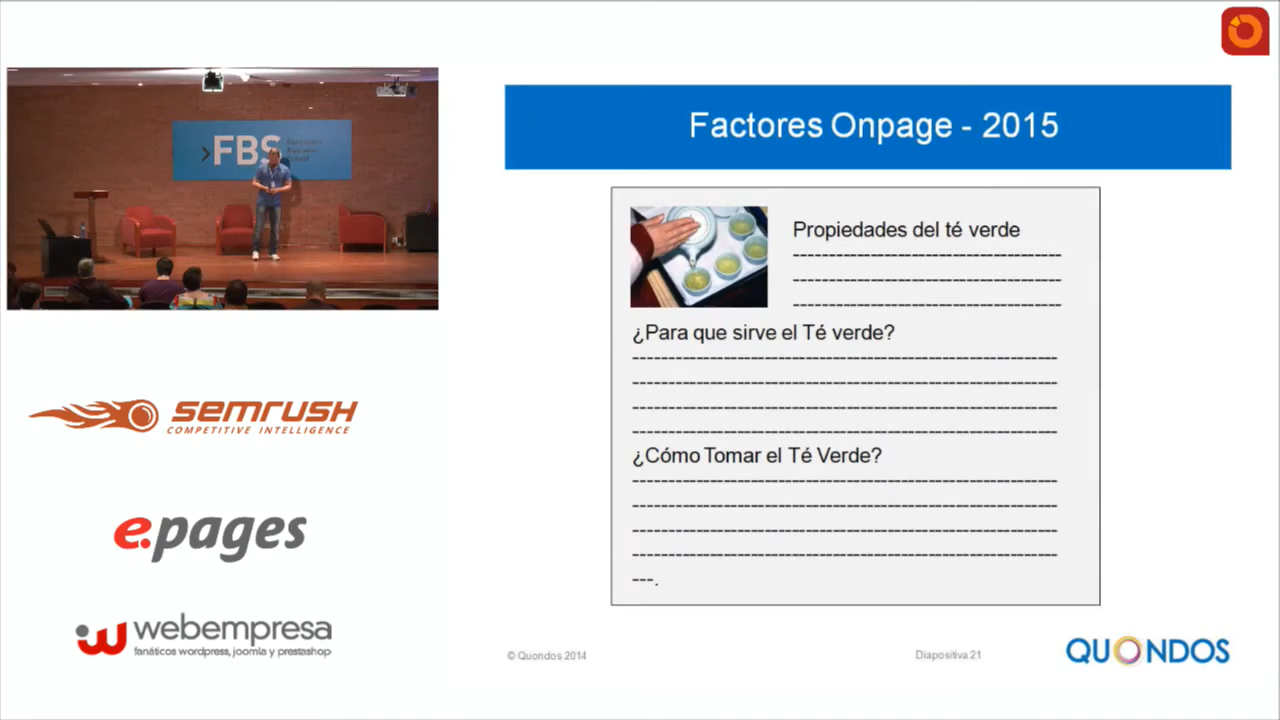 Factores Onpage - 2015
>FBS
Propiedades del té verde
---------------------------------------
---------------------------------------
---------------------------------------
¿Para que sirve el Té verde?
--------------------------------------------------------------
--------------------------------------------------------------
--------------------------------------------------------------
--------------------------------------------------------------
¿Cómo Tomar el Té Verde?
--------------------------------------------------------------
--------------------------------------------------------------
--------------------------------------------------------------
--------------------------------------------------------------
---.
SEMRUSH
COMPETITIVE INTELLIGENCE
e.pages
webempresa
fanáticos wordpress, joomla y prestashop
© Quondos 2014
Diapositiva 21
QUONDOS